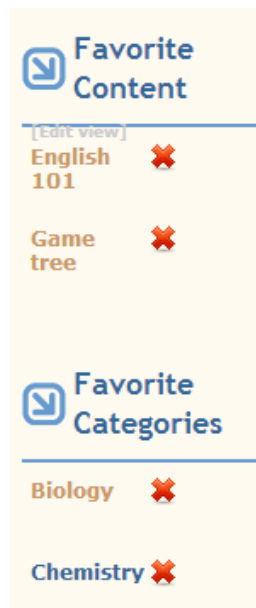 Favorite
Content
[Edit view]
English
101
Game
tree
Favorite
Categories
Biology
Chemistry